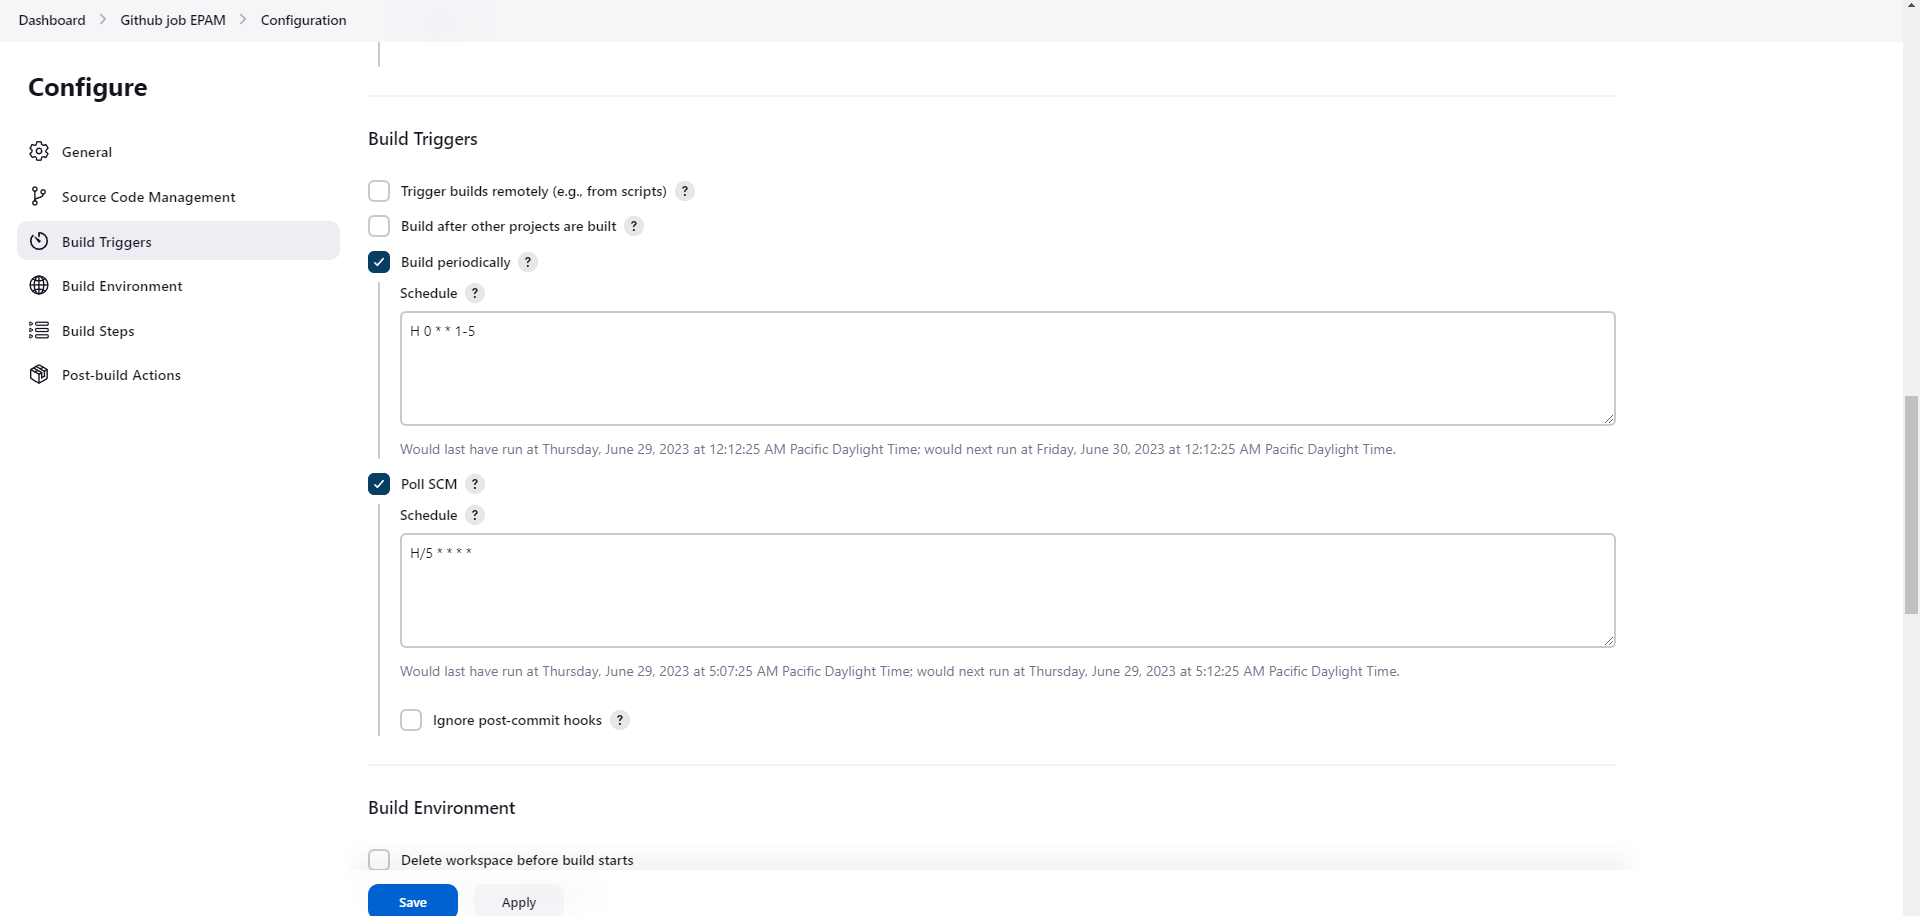 Dashboard > Github job EPAM > Configuration
Configure
General
Source Code Management
Build Triggers
Build Environment
Build Steps
Post-build Actions
Build Triggers
Trigger builds remotely (e.g., from scripts) ?
Build after other projects are built ?
Build periodically ?
Schedule ?
H 0 * * 1-5
Would last have run at Thursday, June 29, 2023 at 12:12:25 AM Pacific Daylight Time; would next run at Friday, June 30, 2023 at 12:12:25 AM Pacific Daylight Time.
Poll SCM ?
Schedule ?
H/5 * * * *
Would last have run at Thursday, June 29, 2023 at 5:07:25 AM Pacific Daylight Time; would next run at Thursday, June 29, 2023 at 5:12:25 AM Pacific Daylight Time.
Ignore post-commit hooks ?
Build Environment
Delete workspace before build starts
Save Apply